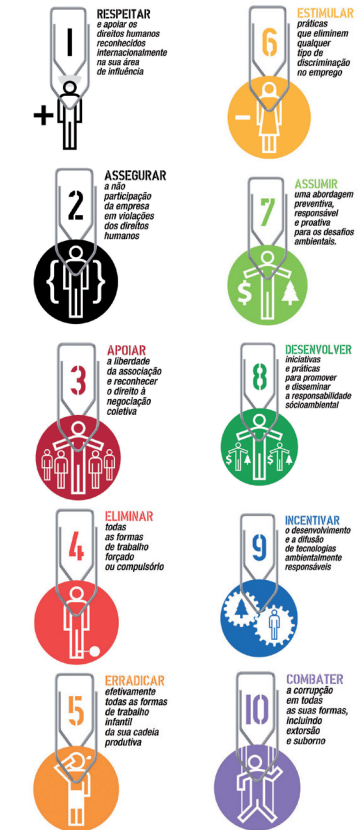 1
RESPEITAR
e apoiar os
direitos humanos
reconhecidos
internacionalmente
na sua área
de influência
+
2
ASSEGURAR
a não
participação
da empresa
em violações
dos direitos
humanos
{ }
3
APOIAR
a liberdade
da associação
e reconhecer
o direito à
negociação
coletiva
4
ELIMINAR
todas
as formas
de trabalho
forçado
ou compulsório
5
ERRADICAR
efetivamente
todas as formas
de trabalho
infantil
da sua cadeia
produtiva
6
ESTIMULAR
práticas
que eliminem
qualquer
tipo de
discriminação
no emprego
-
7
ASSUMIR
uma abordagem
preventiva,
responsável
e proativa
para os desafios
ambientais.
$
8
DESENVOLVER
iniciativas
e práticas
para promover
e disseminar
a responsabilidade
sócioambiental
$ $
9
INCENTIVAR
o desenvolvimento
e a difusão
de tecnologias
ambientalmente
responsáveis
10
COMBATER
a corrupção
em todas
as suas formas,
incluindo
extorsão
e suborno